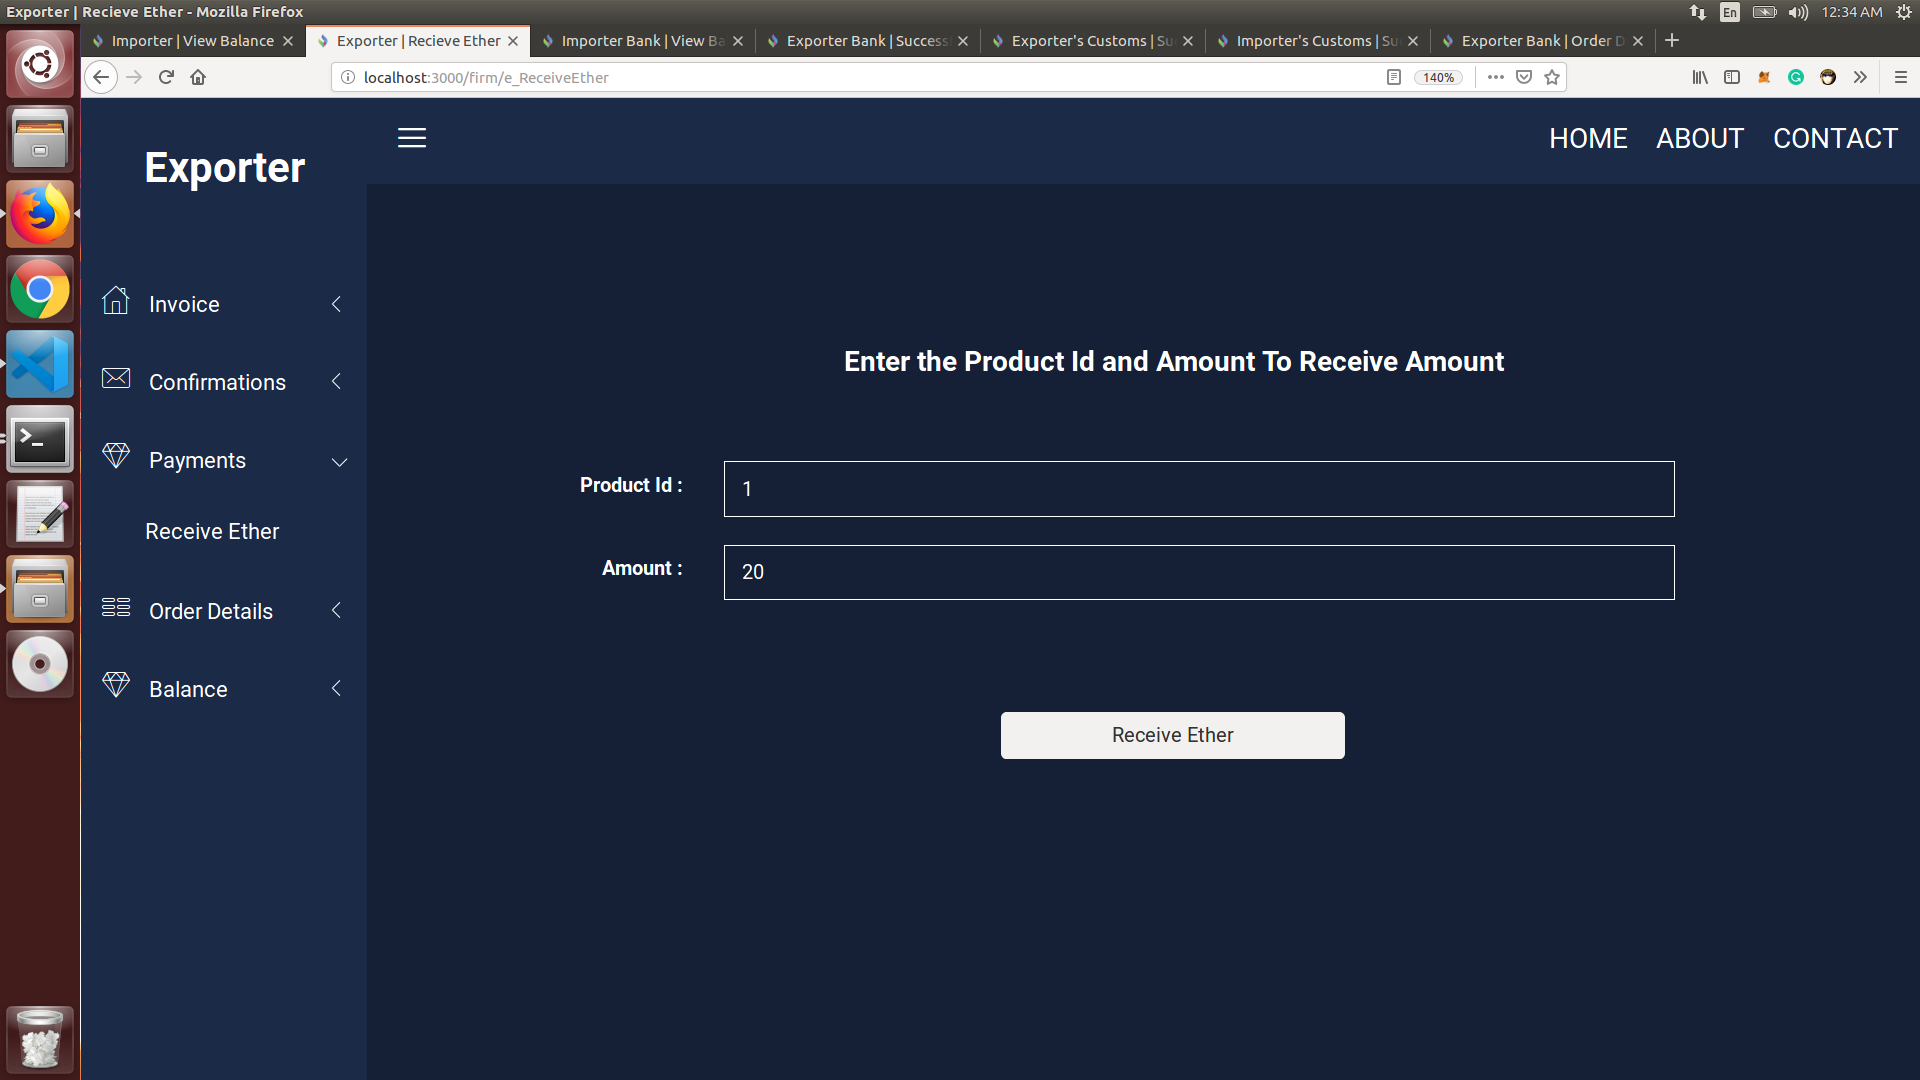 Exporter | Recieve Ether - Mozilla Firefox
En
12:34 AM
Importer | View Balance
Exporter | Recieve Ether
Importer Bank | View Ba
Exporter Bank | Success
Exporter's Customs | Su
Importer's Customs | Su
Exporter Bank | Order D
localhost:3000/firm/e_ReceiveEther
140%
Exporter
HOME
ABOUT
CONTACT
Invoice
Confirmations
Payments
Receive Ether
Order Details
Balance
Enter the Product Id and Amount To Receive Amount
Product Id :
1
Amount :
20
Receive Ether